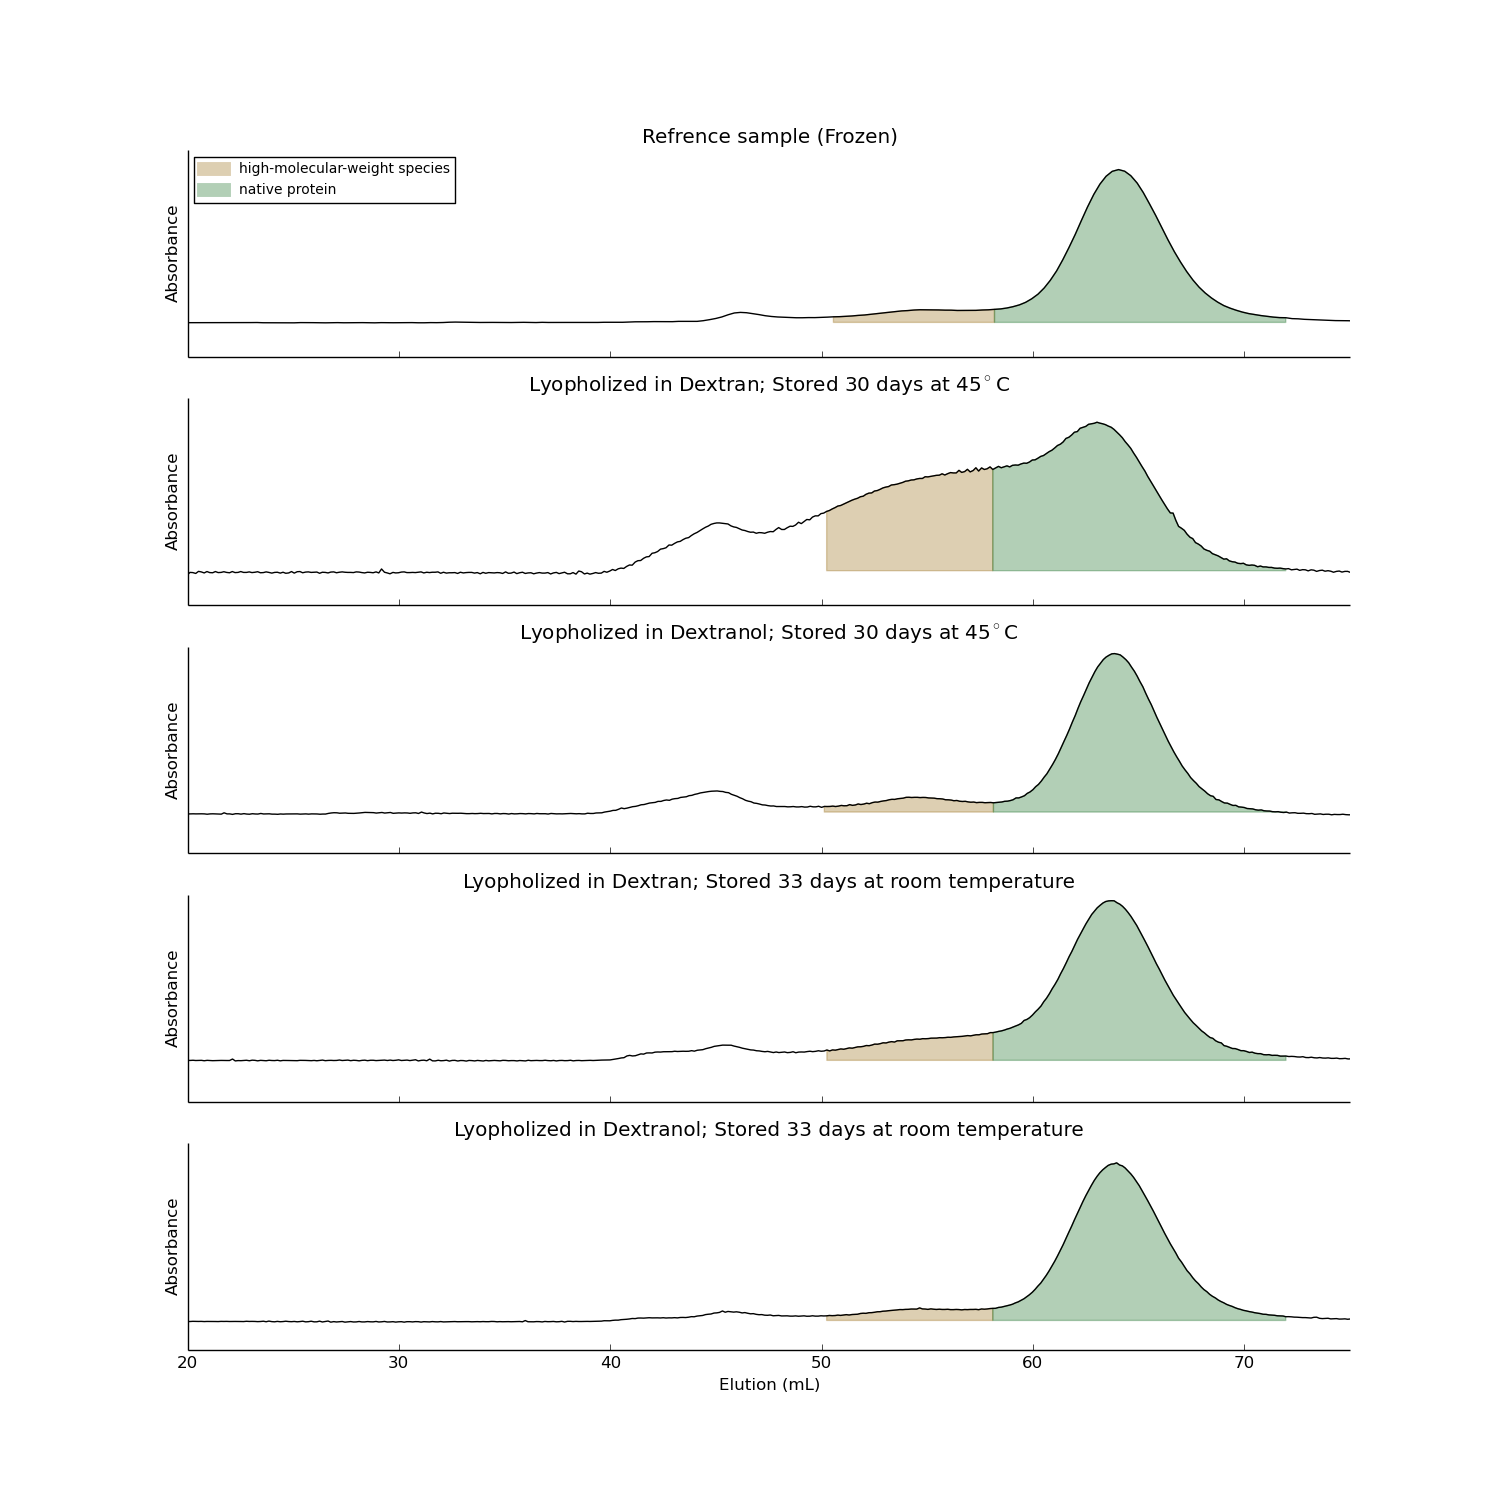 Refrence sample (Frozen)
high-molecular-weight species
native protein
Absorbance
Lyopholized in Dextran; Stored 30 days at 45°C
Absorbance
Lyopholized in Dextranol; Stored 30 days at 45°C
Absorbance
Lyopholized in Dextran; Stored 33 days at room temperature
Absorbance
Lyopholized in Dextranol; Stored 33 days at room temperature
Absorbance
20 30 40 50 60 70
Elution (mL)